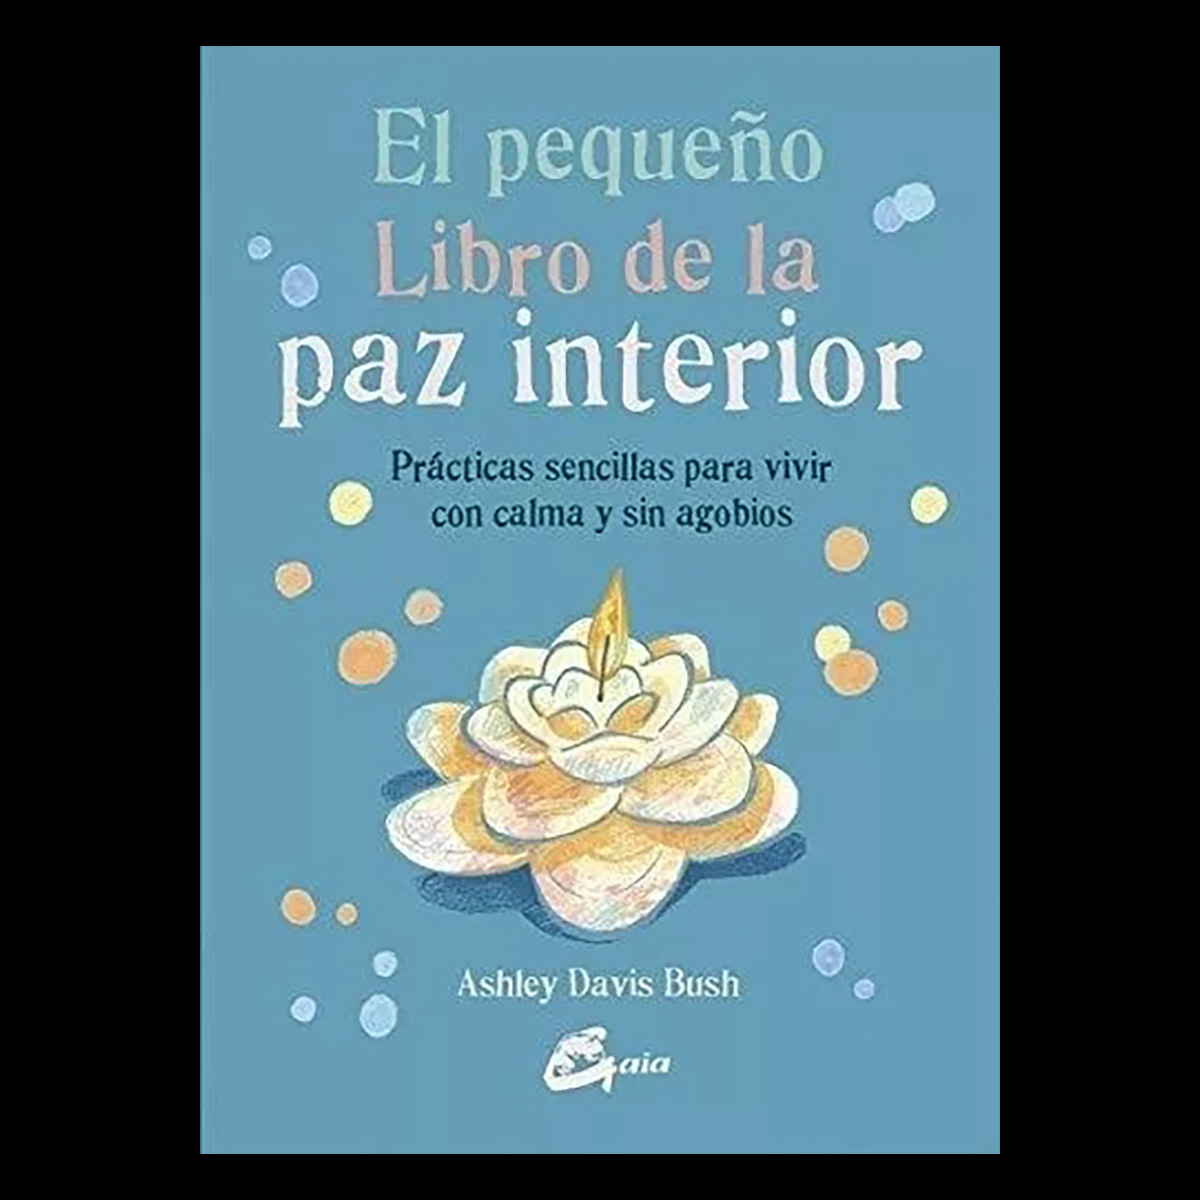 El pequeño
Libro de la
paz interior
Prácticas sencillas para vivir
con calma y sin agobios
Ashley Davis Bush
Gaia